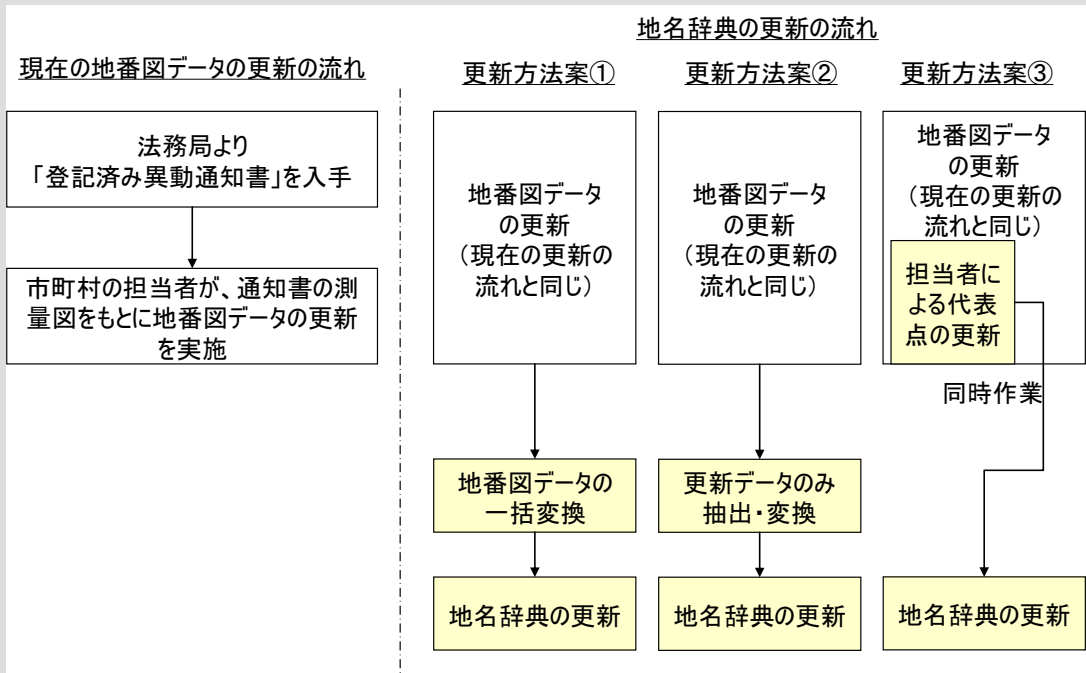 地名辞典の更新の流れ
現在の地番図データの更新の流れ
法務局より
「登記済み異動通知書」を入手
市町村の担当者が、通知書の測
量図をもとに地番図データの更新
を実施
更新方法案①
地番図データ
の更新
(現在の更新の
流れと同じ)
地番図データの
一括変換
地名辞典の更新
更新方法案②
地番図データ
の更新
(現在の更新の
流れと同じ)
更新データのみ
抽出・変換
地名辞典の更新
更新方法案③
地番図データ
の更新
(現在の更新の
流れと同じ)
担当者に
よる代表
点の更新
同時作業
地名辞典の更新